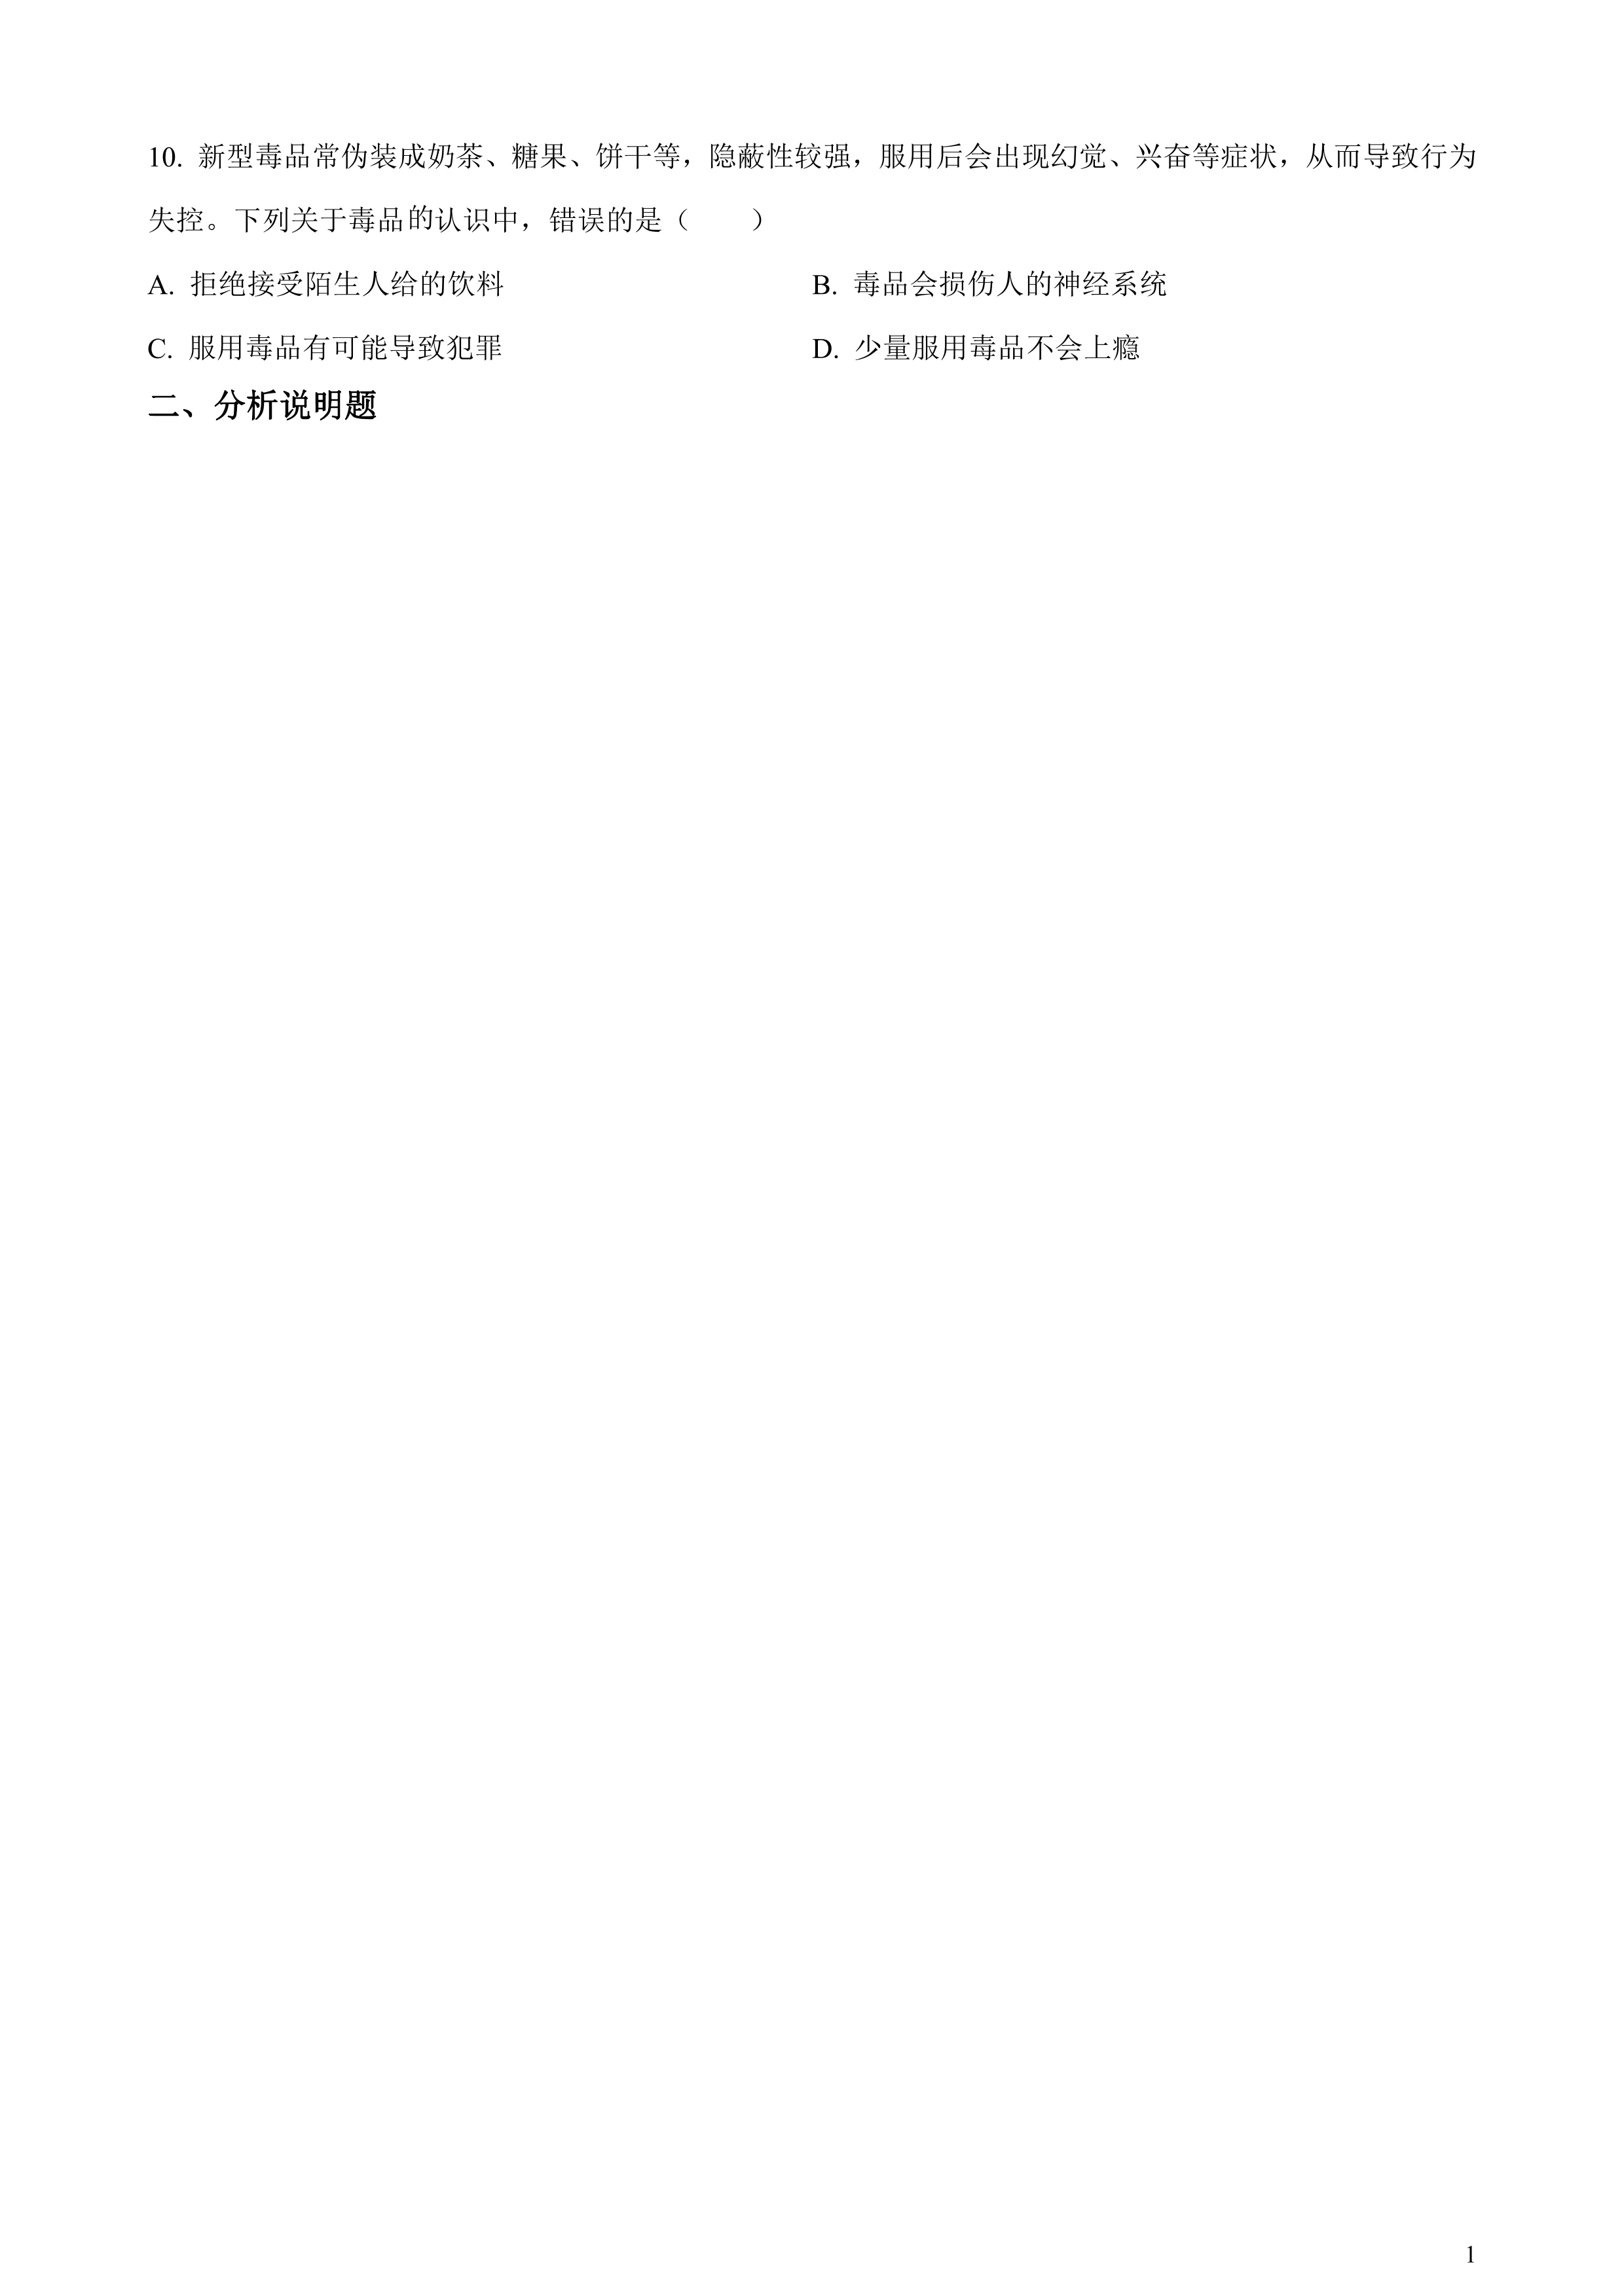 10. 新型毒品常伪装成奶茶、糖果、饼干等，隐蔽性较强，服用后会出现幻觉、兴奋等症状，从而导致行为
失控。下列关于毒品的认识中，错误的是（　　）
A. 拒绝接受陌生人给的饮料 B. 毒品会损伤人的神经系统
C. 服用毒品有可能导致犯罪 D. 少量服用毒品不会上瘾
二、分析说明题
1